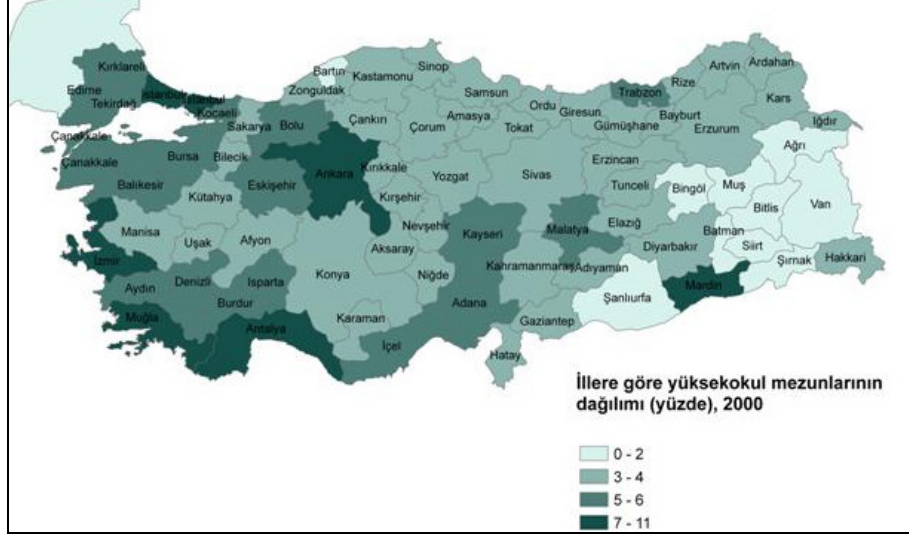 Kırklareli
Edirne
Tekirdağ
İstanbul
İstanbul
Kocaeli
Sakarya
Bolu
Zonguldak
Bartın
Kastamonu
Sinop
Samsun
Ordu
Giresun
Trabzon
Rize
Artvin
Ardahan
Kars
Iğdır
Çanakkale
Çanakkale
Bursa
Bilecik
Balıkesir
Kütahya
Eskişehir
Ankara
Çankırı
Çorum
Amasya
Tokat
Gümüşhane
Bayburt
Erzurum
Ağrı
Kırıkkale
Kırşehir
Yozgat
Sivas
Erzincan
Tunceli
Bingöl
Muş
Bitlis
Van
Manisa
Uşak
Afyon
Nevşehir
Aksaray
Kayseri
Malatya
Elazığ
Diyarbakır
Batman
Siirt
Şırnak
Hakkari
İzmir
Aydın
Denizli
Isparta
Burdur
Konya
Niğde
Kahramanmaraş
Adıyaman
Şanlıurfa
Mardin
Muğla
Antalya
Karaman
İçel
Adana
Gaziantep
Hatay
İllere göre yüksekokul mezunlarının
dağılımı (yüzde), 2000
0 - 2
3 - 4
5 - 6
7 - 11